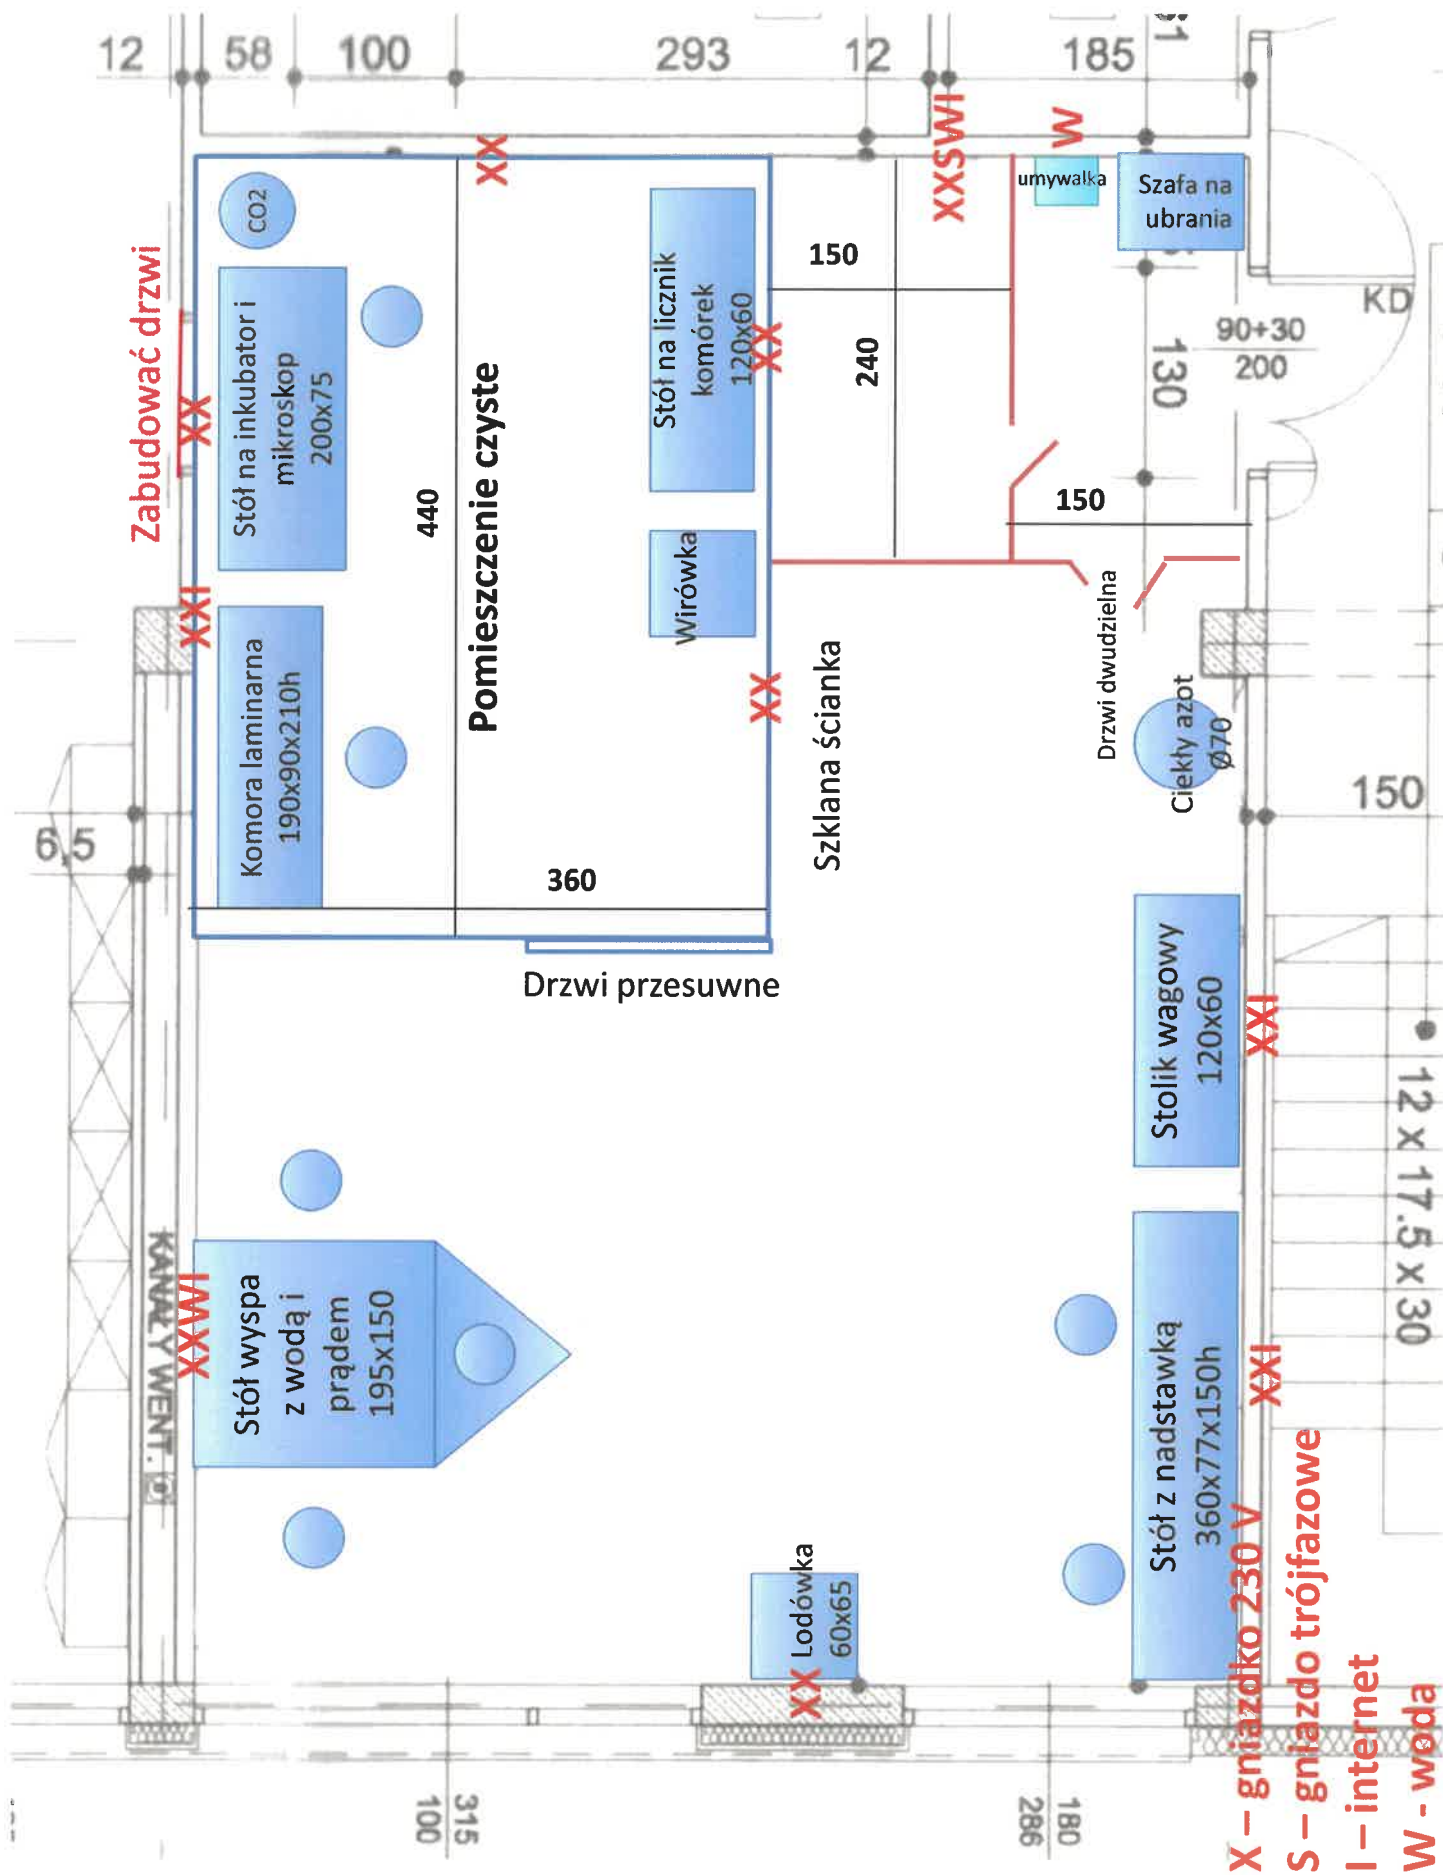 12
58
100
293
12
185
Zabudować drzwi
XX
XX
XXI
CO2
Stół na inkubator i
mikroskop
200x75
Komora laminarna
190x90x210h
440
Pomieszczenie czyste
360
Stół na licznik
komórek
120x60
XX
Wirówka
XX
150
240
XXSWI
W
umywalka
Szafa na
ubrania
130
90+30
200
KD
150
Drzwi dwudzielna
Szklana ścianka
Ciekły azot
Ø70
150
6,5
Drzwi przesuwne
Stolik wagowy
120x60
XXI
12 x 17.5 x 30
KANAŁY WENT.
XXWI
Stół wyspa
z wodą i
prądem
195x150
Stół z nadstawką
360x77x150h
XXI
Lodówka
60x65
XX
315
100
180
286
X – gniazdko 230 V
S – gniazdo trójfazowe
I – internet
W - woda